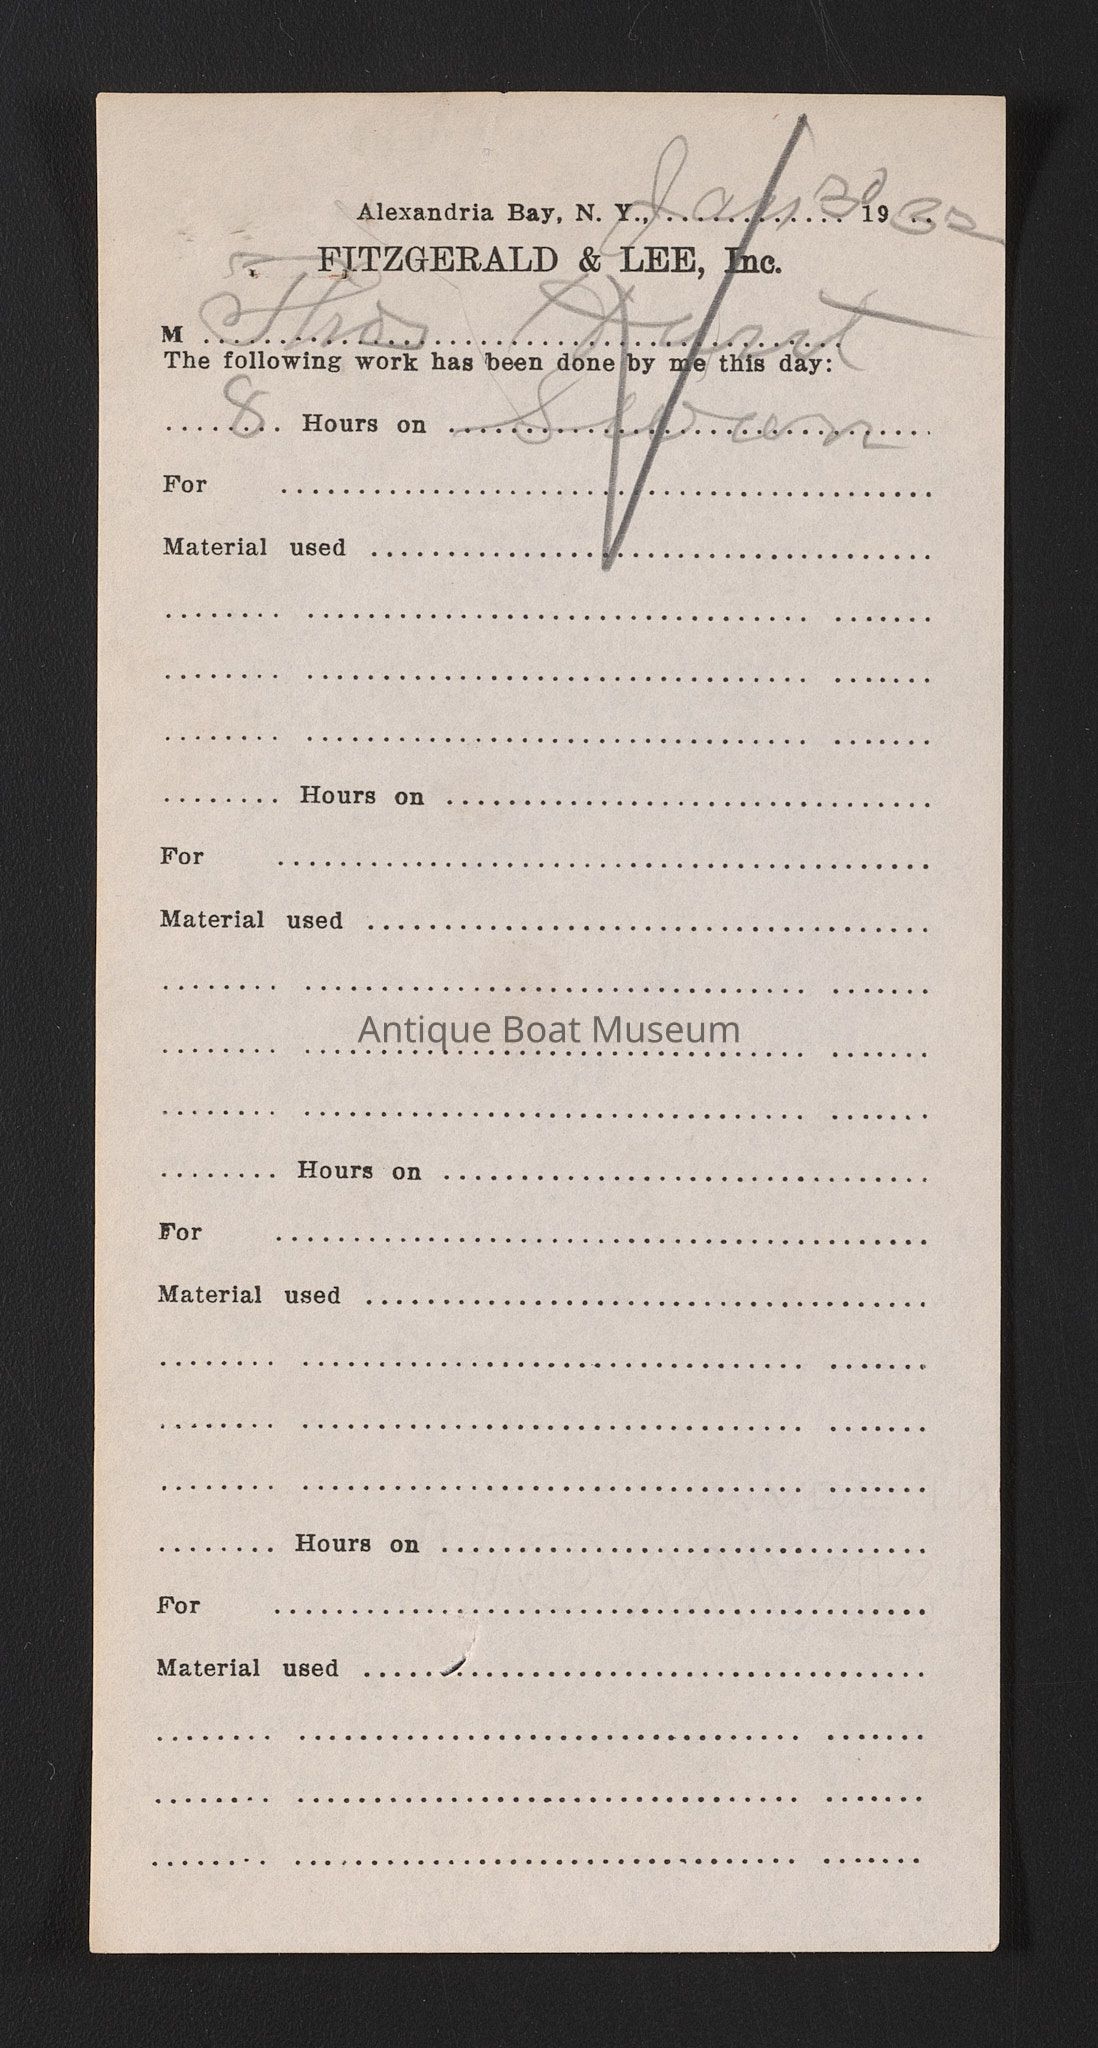 Alexandria Bay, N. Y., Jan 30 1932
FITZGERALD & LEE, Inc.
M Thos Hurst
The following work has been done by me this day:
8 Hours on Swan
For
Material used
Hours on
For
Material used
Antique Boat Museum
Hours on
For
Material used
Hours on
For
Material used